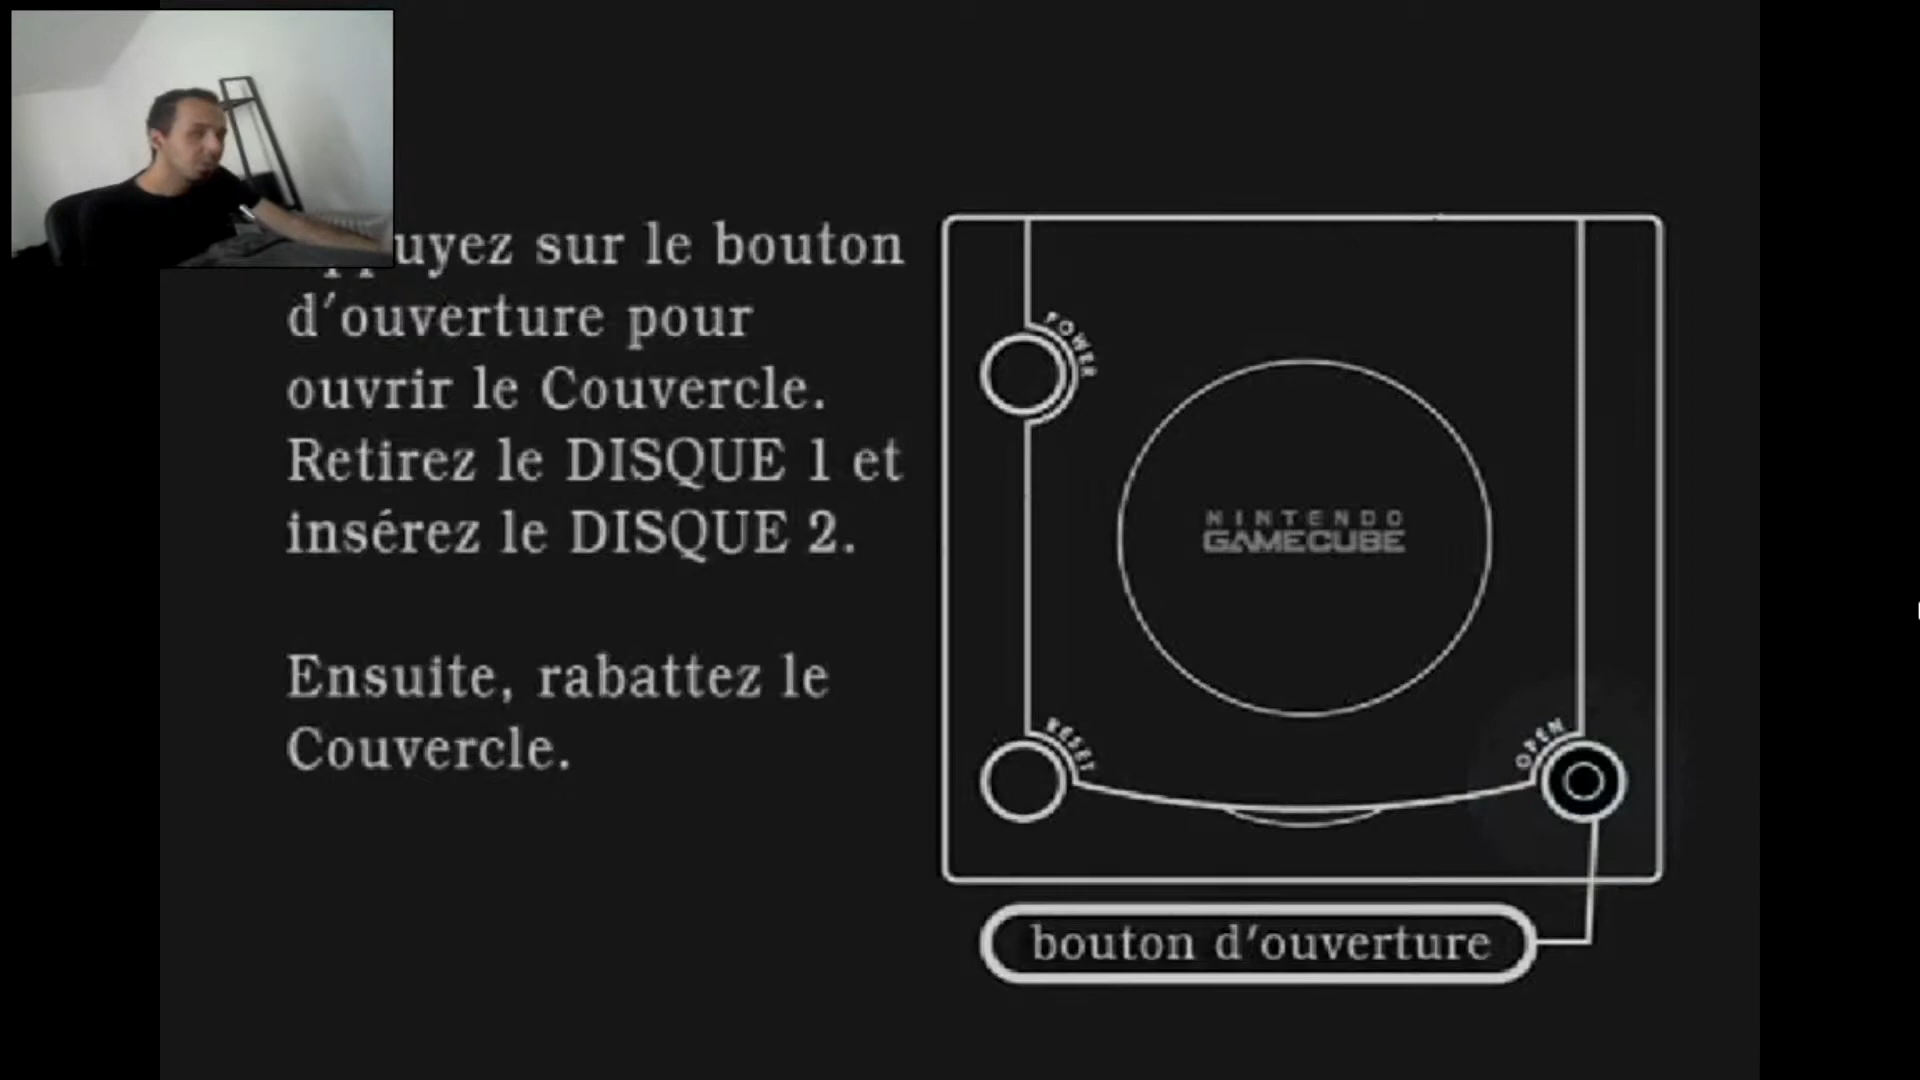 sur le bouton
d'ouverture pour
ouvrir le Couvercle.
Retirez le DISQUE 1 et
insérez le DISQUE 2.
Ensuite, rabattez le
Couvercle.
POWER
NINTENDO
GAMECUBE
RESET
OPEN
bouton d'ouverture